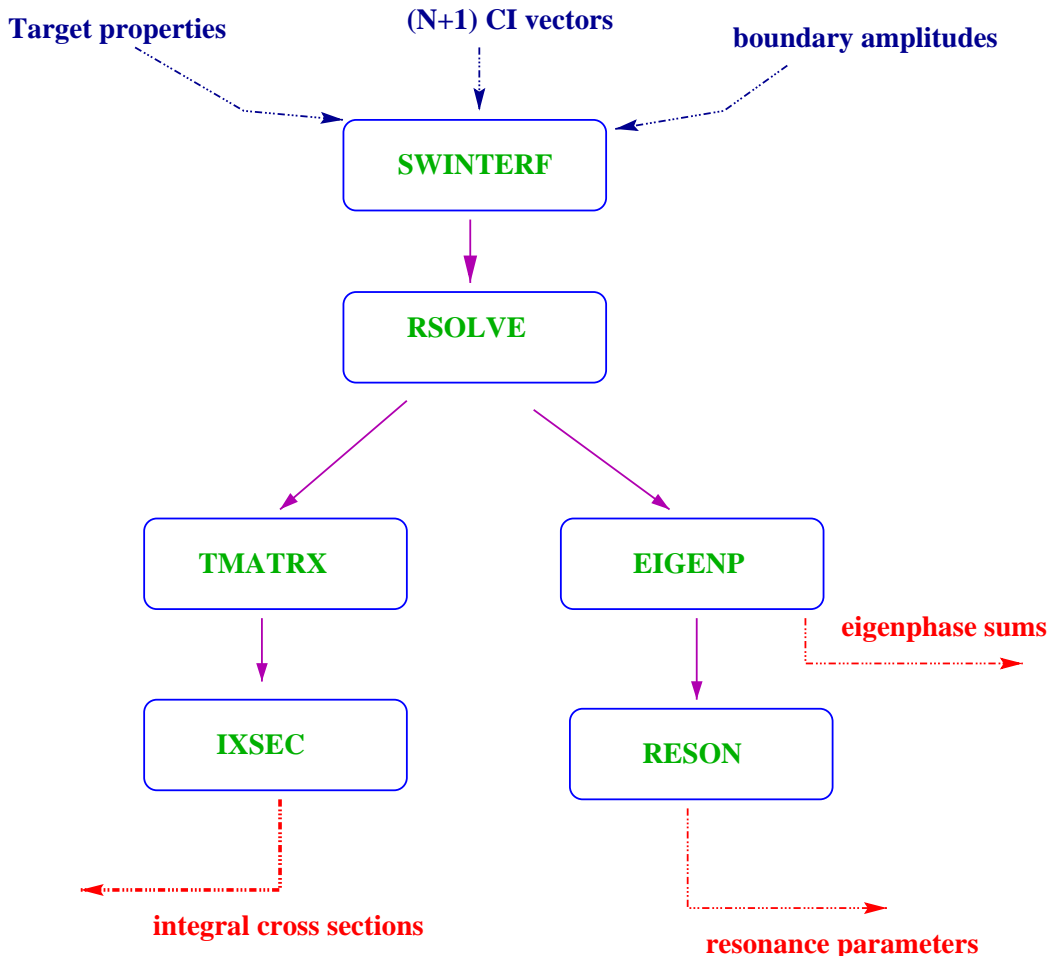 Target properties
(N+1) CI vectors
boundary amplitudes
SWINTERF
RSOLVE
TMATRX
EIGENP
eigenphase sums
IXSEC
RESON
integral cross sections
resonance parameters